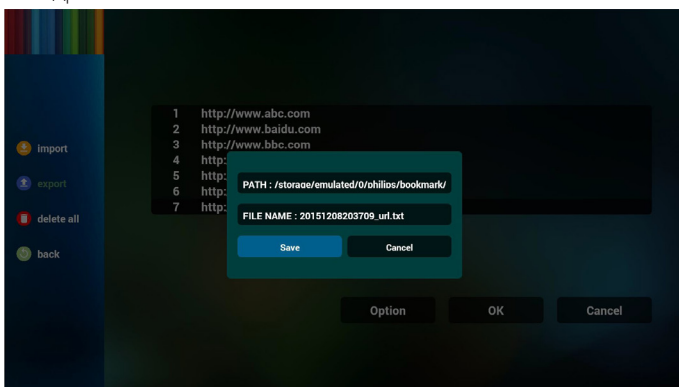 import
export
delete all
back
1 http://www.abc.com
2 http://www.baidu.com
3 http://www.bbc.com
4 http:
5 http:
6 http:
7 http:
PATH : /storage/emulated/0/philips/bookmark/
FILE NAME : 20151208203709_url.txt
Save Cancel
Option OK Cancel